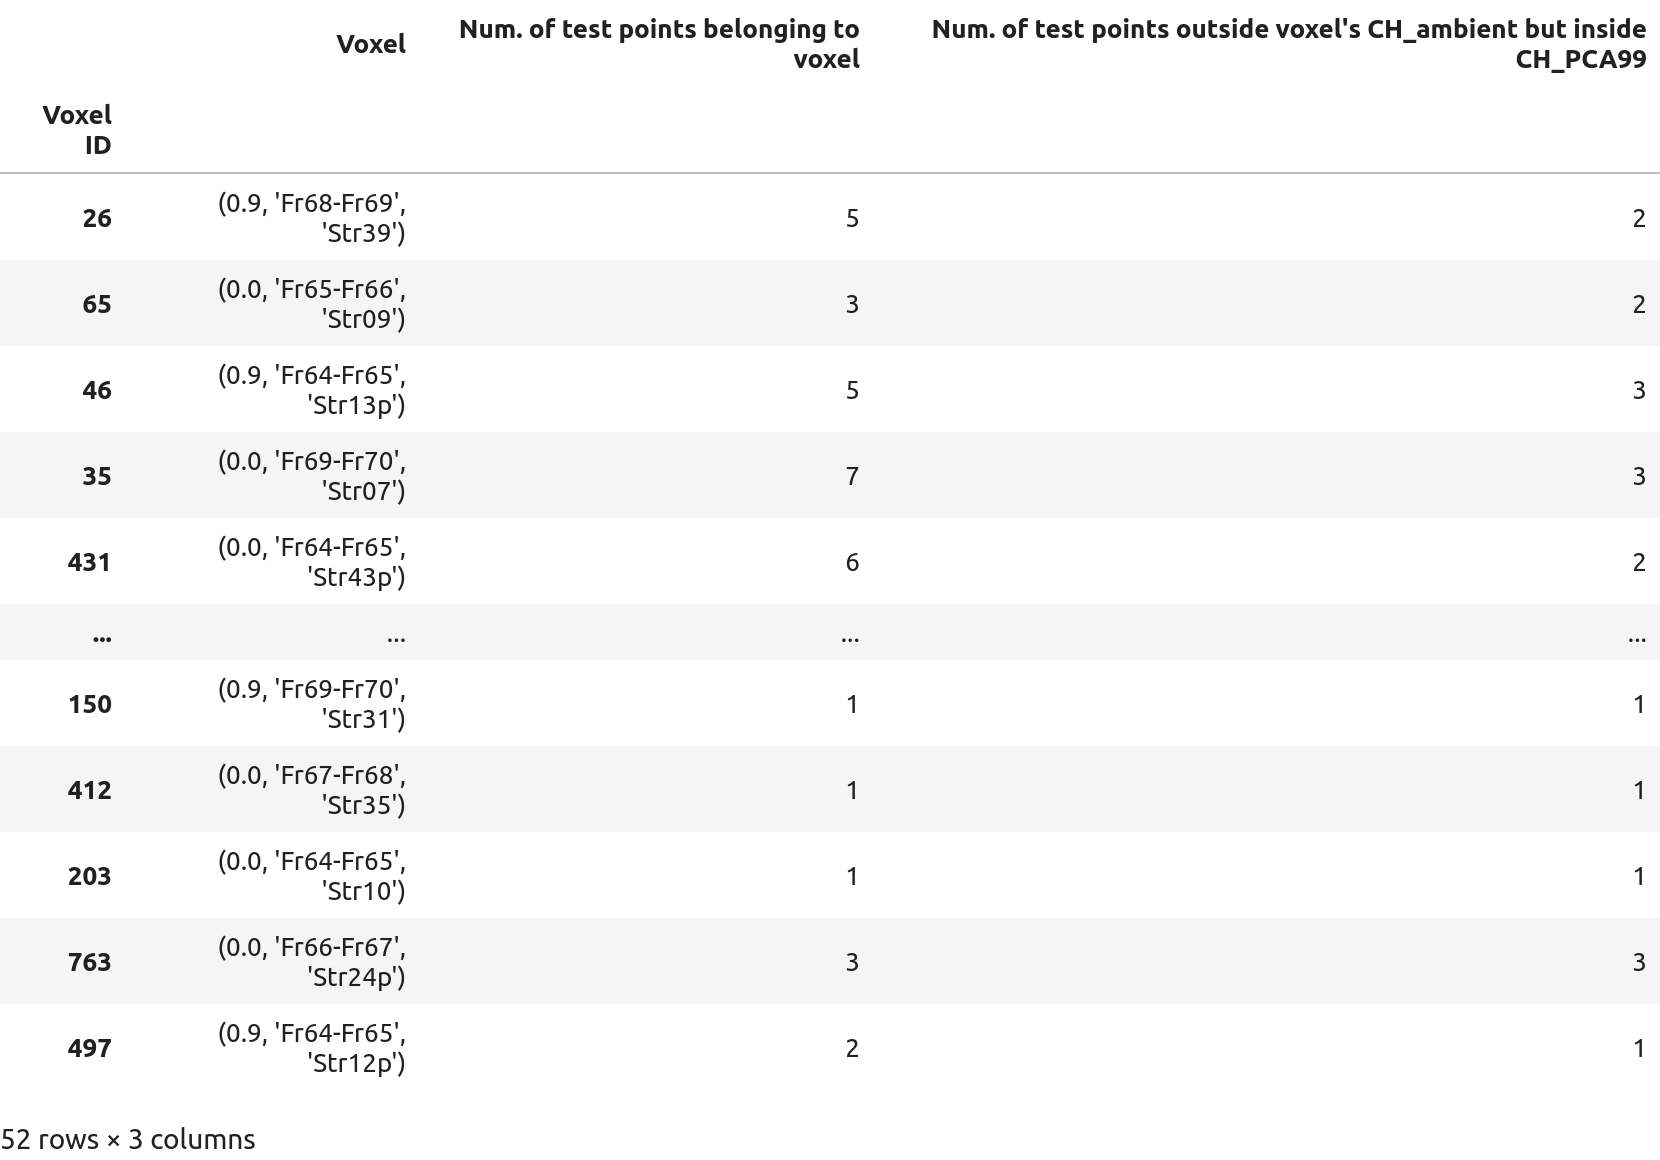 Voxel Num. of test points belonging to Num. of test points outside voxel's CH_ambient but inside
voxel CH_PCA99
Voxel
ID
26 (0.9, 'Fr68-Fr69', 5 2
'Str39')
65 (0.0, 'Fr65-Fr66', 3 2
'Str09')
46 (0.9, 'Fr64-Fr65', 5 3
'Str13p')
35 (0.0, 'Fr69-Fr70', 7 3
'Str07')
431 (0.0, 'Fr64-Fr65', 6 2
'Str43p')
... ... ... ...
150 (0.9, 'Fr69-Fr70', 1 1
'Str31')
412 (0.0, 'Fr67-Fr68', 1 1
'Str35')
203 (0.0, 'Fr64-Fr65', 1 1
'Str10')
763 (0.0, 'Fr66-Fr67', 3 3
'Str24p')
497 (0.9, 'Fr64-Fr65', 2 1
'Str12p')
52 rows × 3 columns